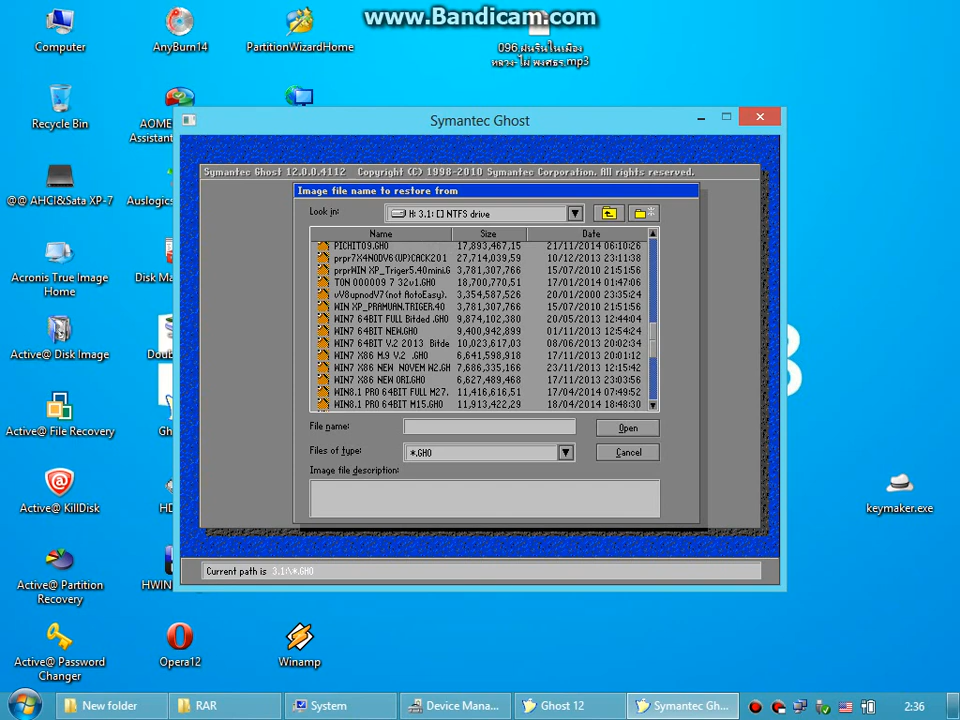 www.Bandicam.com
Computer
AnyBurn14
PartitionWizardHome
096.ฝนรินในเมือง
หลวง-ไผ่ พงศธร.mp3
Recycle Bin
AOME
Assistant
Symantec Ghost
Symantec Ghost 12.0.0.4112 Copyright (C) 1998-2010 Symantec Corporation. All rights reserved.
Image file name to restore from
@@ AHCI&Sata XP-7
Auslogic
Look in:
H: 3.1: [] NTFS drive
Name Size Date
PICHIT09.GHO 17,893,467,15 21/11/2014 06:10:26
prpr7X4NODV6(UP)CRCK201 27,714,039,59 10/12/2013 23:11:38
prprWIN XP_Triger5.40mini.G 3,781,307,766 15/07/2010 21:51:56
TON 000009 7 32v1.GHO 18,700,770,51 17/01/2014 01:47:06
vV8upnodV7(not AotoEasy). 3,354,587,526 20/01/2000 23:35:24
WIN XP_PRAMUAN.TRIGER.40 3,781,307,766 15/07/2010 21:51:56
WIN7 64BIT FULL Bitded .GHO 9,874,102,380 20/05/2013 12:44:04
WIN7 64BIT NEW.GHO 9,400,942,899 01/11/2013 12:54:24
WIN7 64BIT V.2 2013 Bitde 10,023,617,03 08/06/2013 20:02:34
WIN7 X86 M.9 V.2 .GHO 6,641,598,918 17/11/2013 20:01:12
WIN7 X86 NEW NOVEM W2.GH 7,686,335,166 23/11/2013 12:15:42
WIN7 X86 NEW ORI.GHO 6,627,489,468 17/11/2013 23:03:56
WIN8.1 PRO 64BIT FULL M27. 11,416,616,51 17/04/2014 07:49:52
WIN8.1 PRO 64BIT M15.GHO 11,913,422,29 18/04/2014 18:48:30
Acronis True Image
Home
Disk Ma
Active@ Disk Image
Doub
File name:
Open
Active@ File Recovery
Gh
Files of type:
*.GHO
Cancel
Image file description:
Active@ KillDisk
HD
keymaker.exe
Current path is 3.1:\*.GHO
Active@ Partition
Recovery
HWIN
Active@ Password
Changer
Opera12
Winamp
New folder
RAR
System
Device Mana...
Ghost 12
Symantec Gh...
2:36